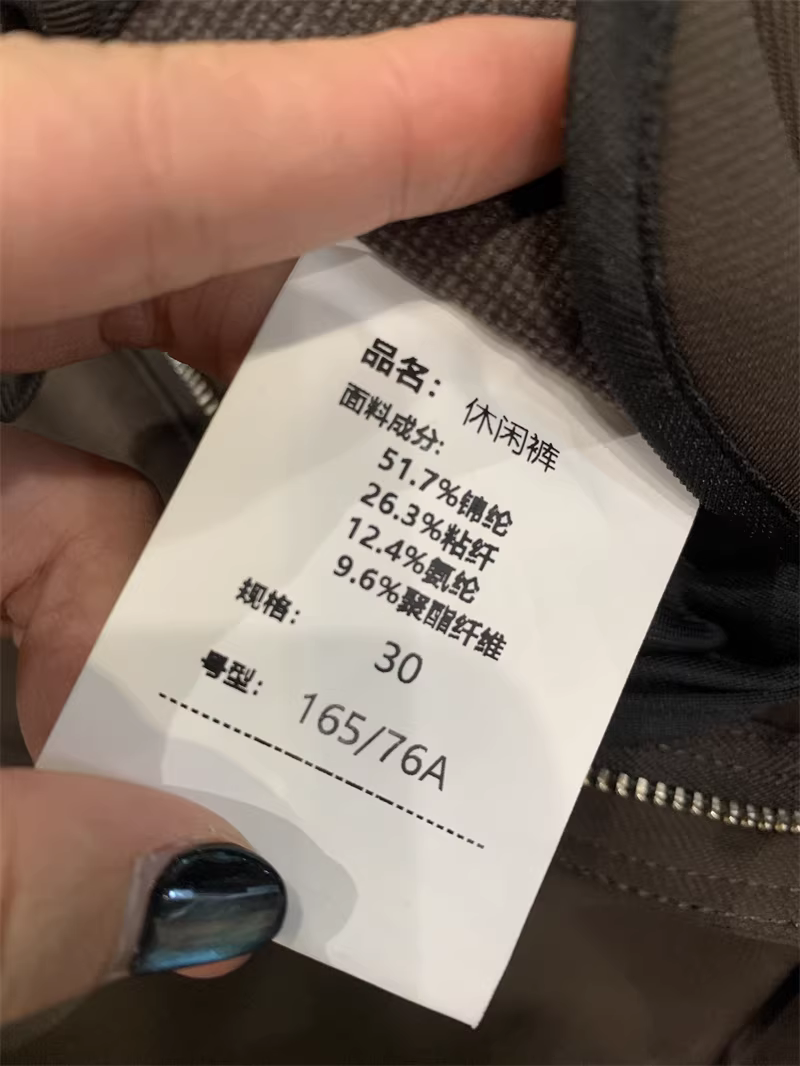 品名：休闲裤
面料成分:
51.7%锦纶
26.3%粘纤
12.4%氨纶
9.6%聚酯纤维
规格： 30
号型： 165/76A